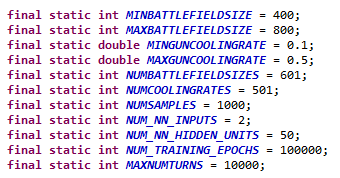 final static int MINBATTLEFIELDSIZE = 400;
final static int MAXBATTLEFIELDSIZE = 800;
final static double MINGUNCOOLINGRATE = 0.1;
final static double MAXGUNCOOLINGRATE = 0.5;
final static int NUMBATTLEFIELDSIZES = 601;
final static int NUMCOOLINGRATES = 501;
final static int NUMSAMPLES = 1000;
final static int NUM_NN_INPUTS = 2;
final static int NUM_NN_HIDDEN_UNITS = 50;
final static int NUM_TRAINING_EPOCHS = 100000;
final static int MAXNUMTURNS = 10000;